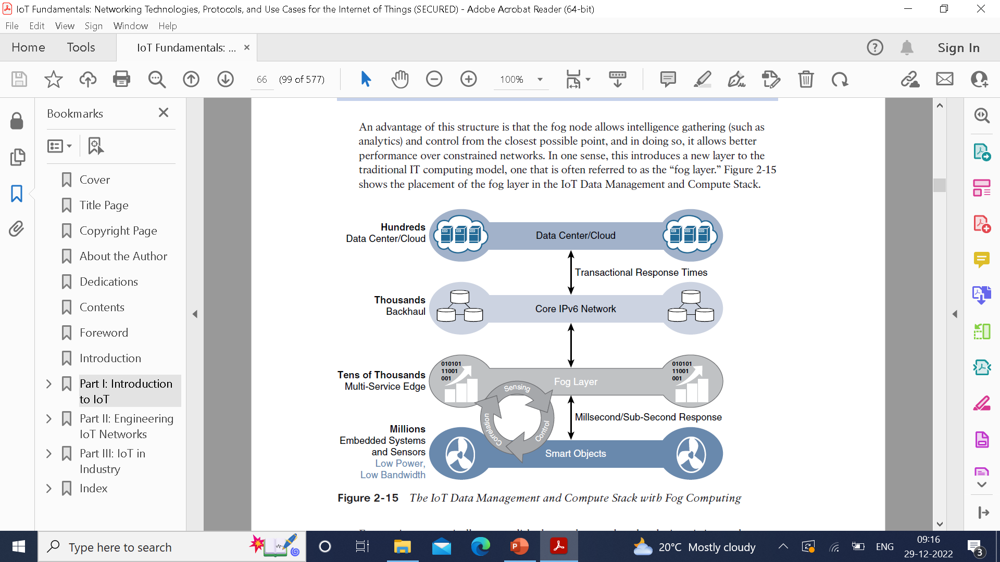 IoT Fundamentals: Networking Technologies, Protocols, and Use Cases for the Internet of Things (SECURED) - Adobe Acrobat Reader (64-bit)
File Edit View Sign Window Help
Home Tools IoT Fundamentals: ... Sign In
66 (99 of 577) 100%
Bookmarks
Cover
Title Page
Copyright Page
About the Author
Dedications
Contents
Foreword
Introduction
Part I: Introduction
to IoT
Part II: Engineering
IoT Networks
Part III: IoT in
Industry
Index
An advantage of this structure is that the fog node allows intelligence gathering (such as
analytics) and control from the closest possible point, and in doing so, it allows better
performance over constrained networks. In one sense, this introduces a new layer to the
traditional IT computing model, one that is often referred to as the “fog layer.” Figure 2-15
shows the placement of the fog layer in the IoT Data Management and Compute Stack.
Hundreds
Data Center/Cloud
Data Center/Cloud
Transactional Response Times
Thousands
Backhaul
Core IPv6 Network
Tens of Thousands
Multi-Service Edge
010101
11001
001
Fog Layer
010101
11001
001
Sensing
Control
Correlation
Millsecond/Sub-Second Response
Millions
Embedded Systems
and Sensors
Low Power,
Low Bandwidth
Smart Objects
Figure 2-15 The IoT Data Management and Compute Stack with Fog Computing
Type here to search
20°C Mostly cloudy
ENG
09:16
29-12-2022
3